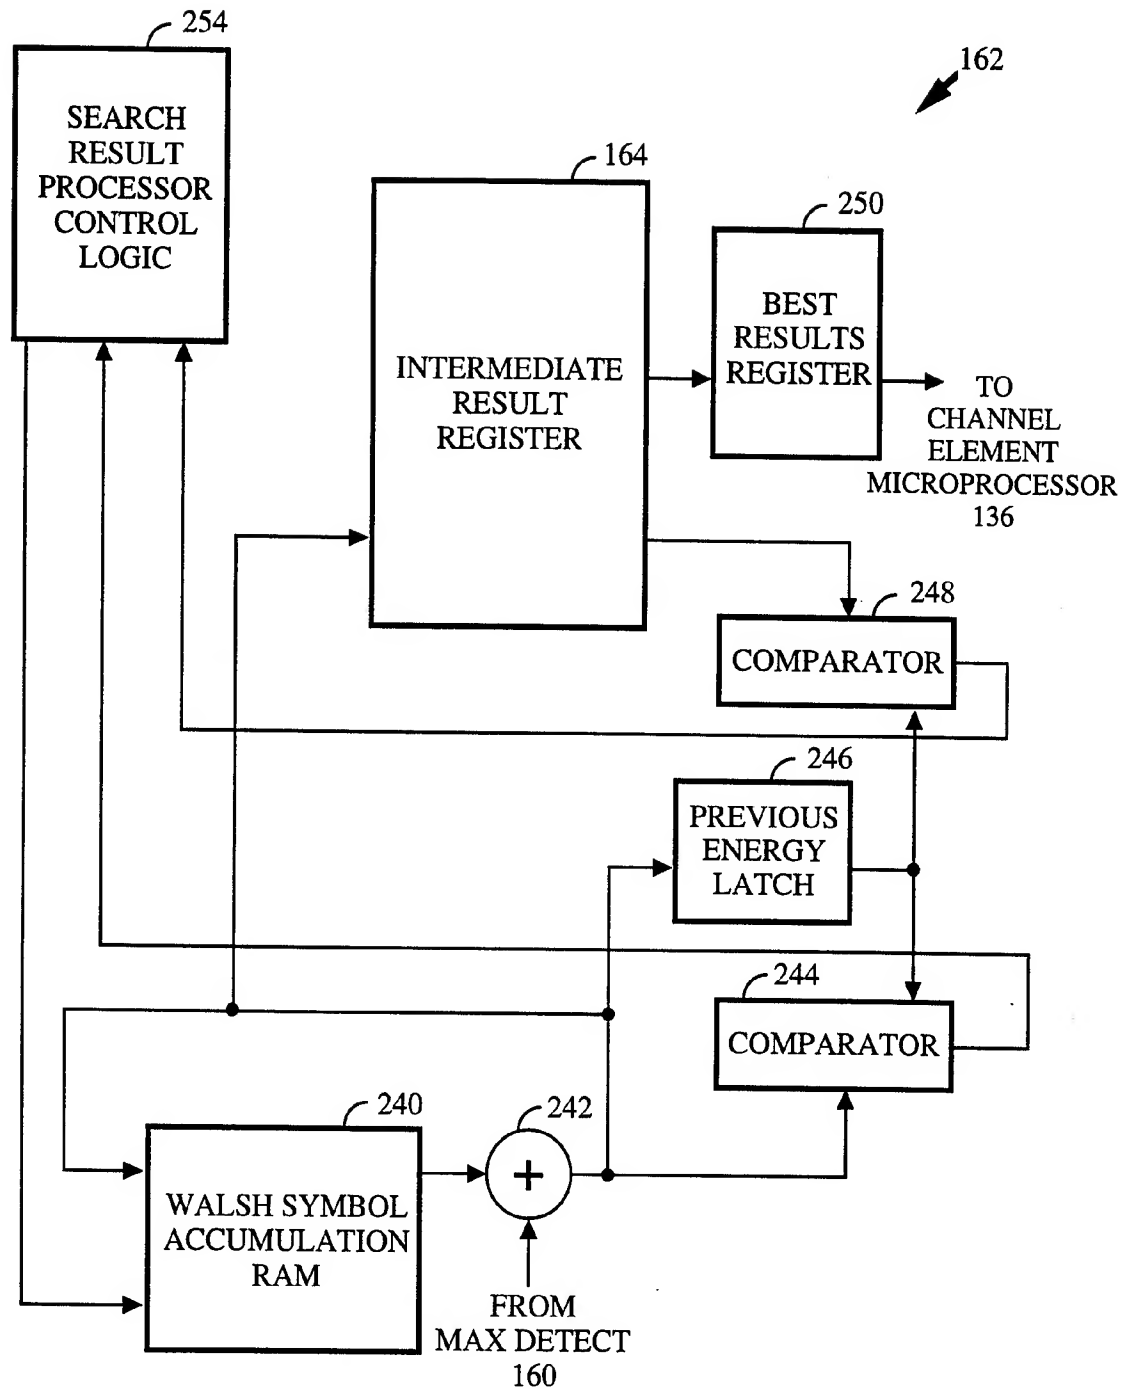 254
162
SEARCH
RESULT
PROCESSOR
CONTROL
LOGIC
164
250
INTERMEDIATE
RESULT
REGISTER
BEST
RESULTS
REGISTER
TO
CHANNEL
ELEMENT
MICROPROCESSOR
136
248
COMPARATOR
246
PREVIOUS
ENERGY
LATCH
244
COMPARATOR
240
242
+
WALSH SYMBOL
ACCUMULATION
RAM
FROM
MAX DETECT
160